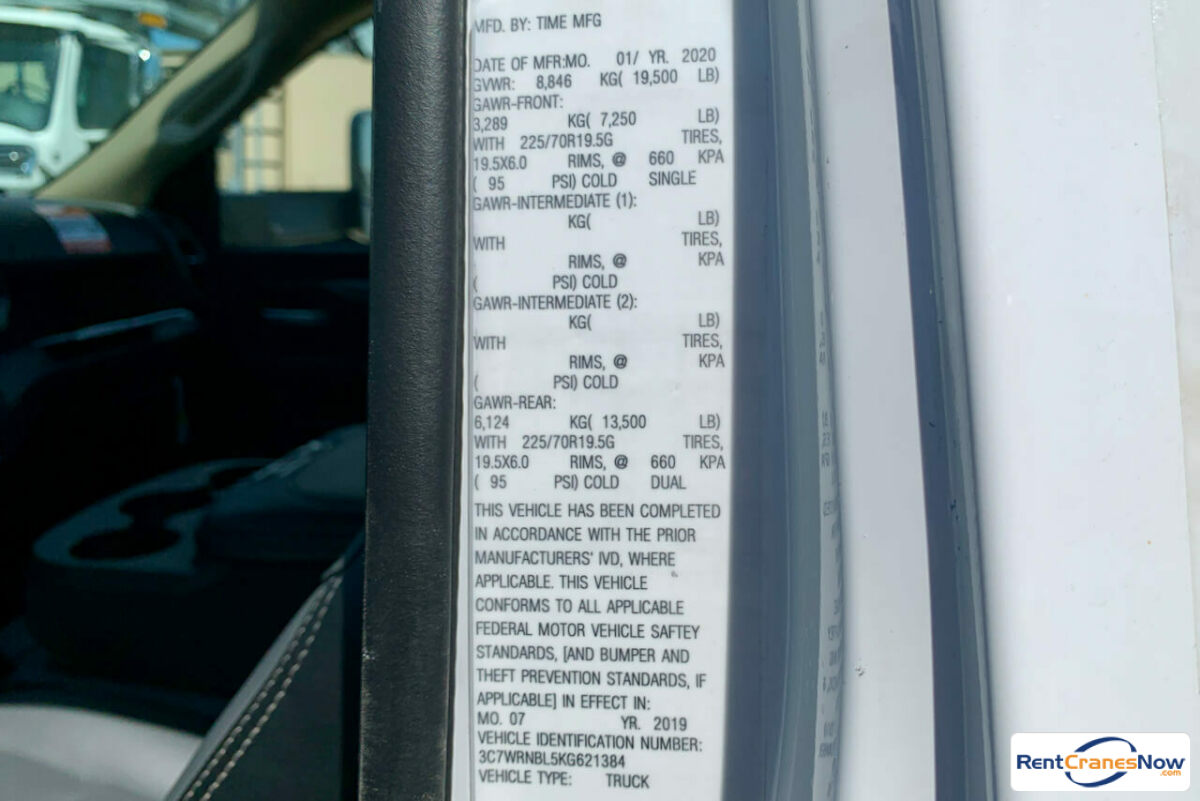 MFD. BY: TIME MFG
DATE OF MFR:MO. 01/ YR. 2020
GVWR: 8,846 KG( 19,500 LB)
GAWR-FRONT:
3,289 KG( 7,250 LB)
WITH 225/70R19.5G TIRES,
19.5X6.0 RIMS, @ 660 KPA
( 95 PSI) COLD SINGLE
GAWR-INTERMEDIATE (1):
KG( LB)
WITH TIRES,
RIMS, @ KPA
( PSI) COLD
GAWR-INTERMEDIATE (2):
KG( LB)
WITH TIRES,
RIMS, @ KPA
( PSI) COLD
GAWR-REAR:
6,124 KG( 13,500 LB)
WITH 225/70R19.5G TIRES,
19.5X6.0 RIMS, @ 660 KPA
( 95 PSI) COLD DUAL
THIS VEHICLE HAS BEEN COMPLETED
IN ACCORDANCE WITH THE PRIOR
MANUFACTURERS' IVD, WHERE
APPLICABLE. THIS VEHICLE
CONFORMS TO ALL APPLICABLE
FEDERAL MOTOR VEHICLE SAFTEY
STANDARDS, [AND BUMPER AND
THEFT PREVENTION STANDARDS, IF
APPLICABLE] IN EFFECT IN:
MO. 07 YR. 2019
VEHICLE IDENTIFICATION NUMBER:
3C7WRNBL5KG621384
VEHICLE TYPE: TRUCK
RentCranesNow.com